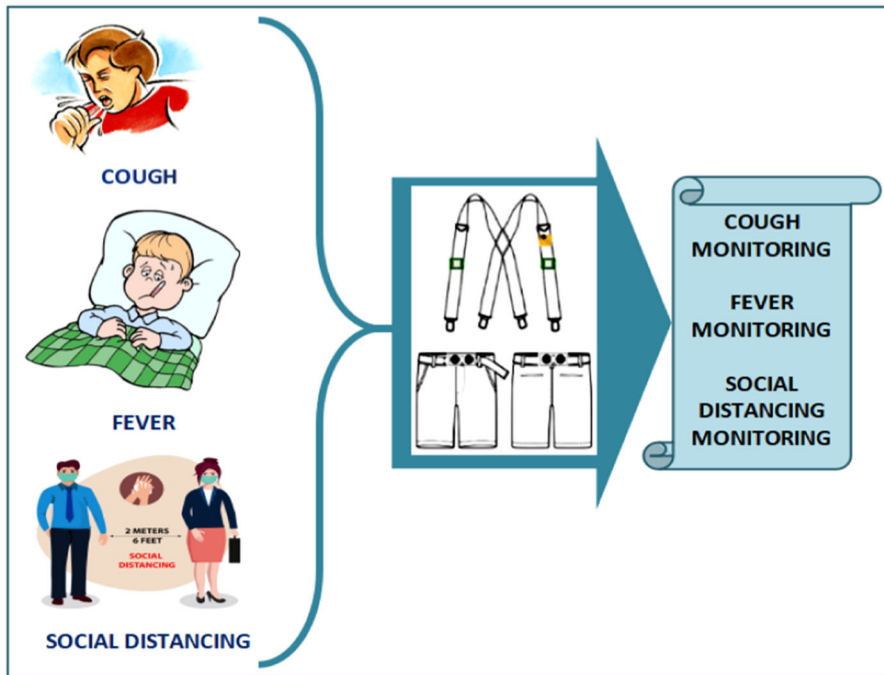 COUGH
FEVER
2 METERS
6 FEET
SOCIAL
DISTANCING
SOCIAL DISTANCING
COUGH
MONITORING
FEVER
MONITORING
SOCIAL
DISTANCING
MONITORING